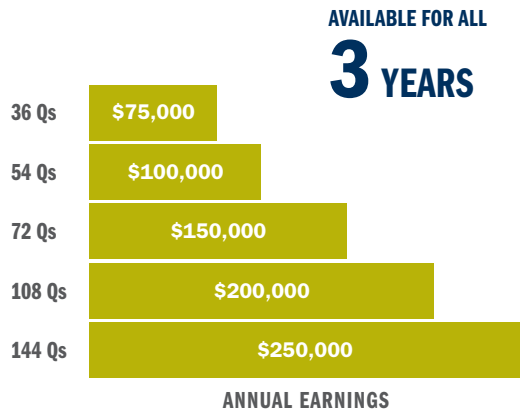 AVAILABLE FOR ALL
3 YEARS
36 Qs $75,000
54 Qs $100,000
72 Qs $150,000
108 Qs $200,000
144 Qs $250,000
ANNUAL EARNINGS